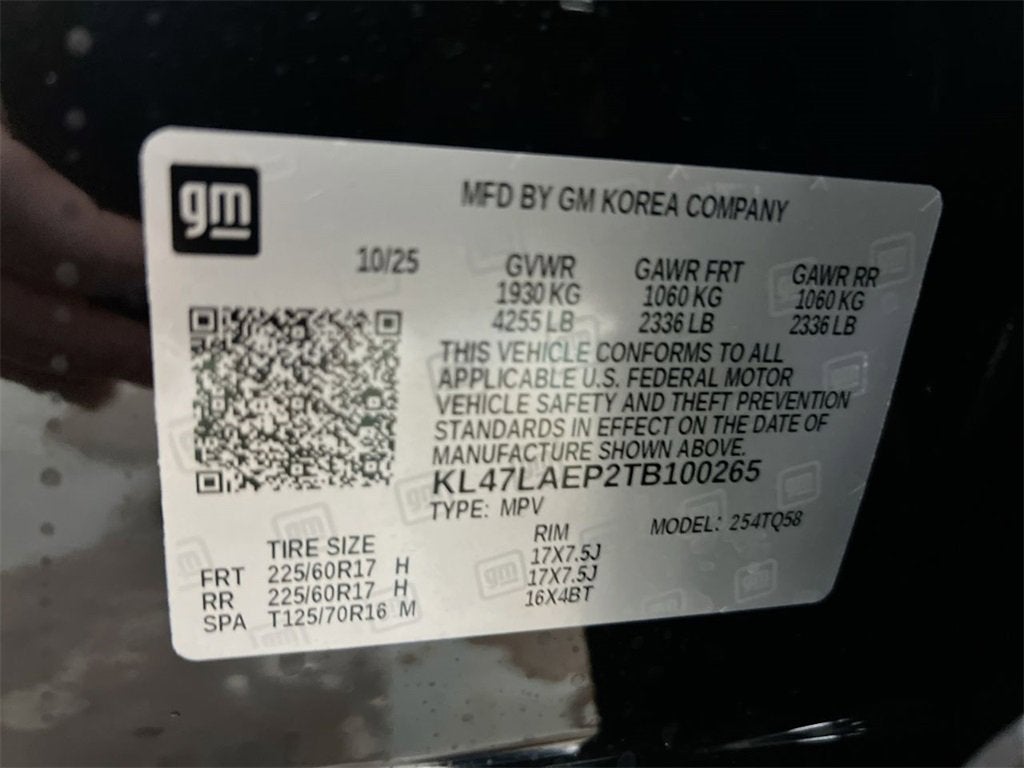 gm
MFD BY GM KOREA COMPANY
10/25
GVWR GAWR FRT GAWR RR
1930 KG 1060 KG 1060 KG
4255 LB 2336 LB 2336 LB
THIS VEHICLE CONFORMS TO ALL
APPLICABLE U.S. FEDERAL MOTOR
VEHICLE SAFETY AND THEFT PREVENTION
STANDARDS IN EFFECT ON THE DATE OF
MANUFACTURE SHOWN ABOVE.
KL47LAEP2TB100265
TYPE: MPV MODEL: 254TQ58
TIRE SIZE RIM
FRT 225/60R17 H 17X7.5J
RR 225/60R17 H 17X7.5J
SPA T125/70R16 M 16X4BT